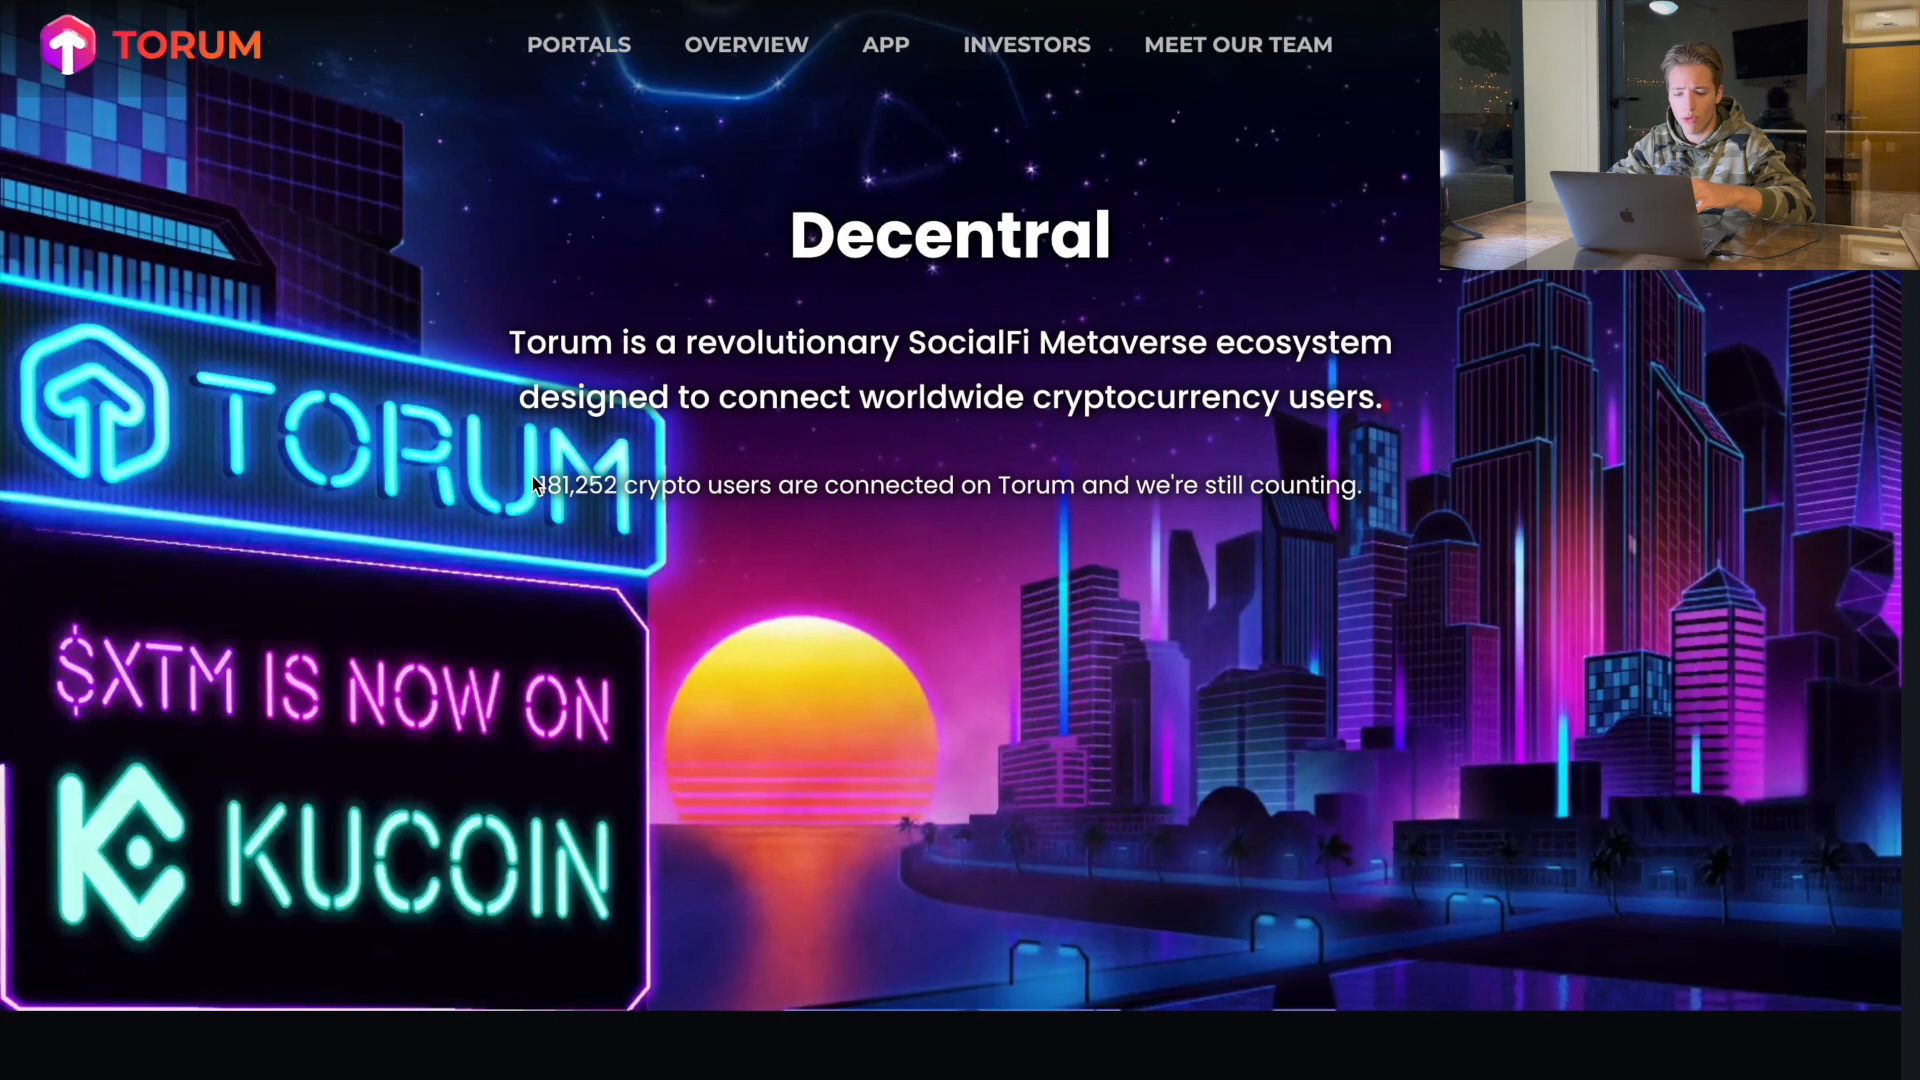 TORUM
PORTALS
OVERVIEW
APP
INVESTORS
MEET OUR TEAM
Decentral
Torum is a revolutionary SocialFi Metaverse ecosystem
designed to connect worldwide cryptocurrency users.
181,252 crypto users are connected on Torum and we're still counting.
TORUM
$XTM IS NOW ON
KUCOIN